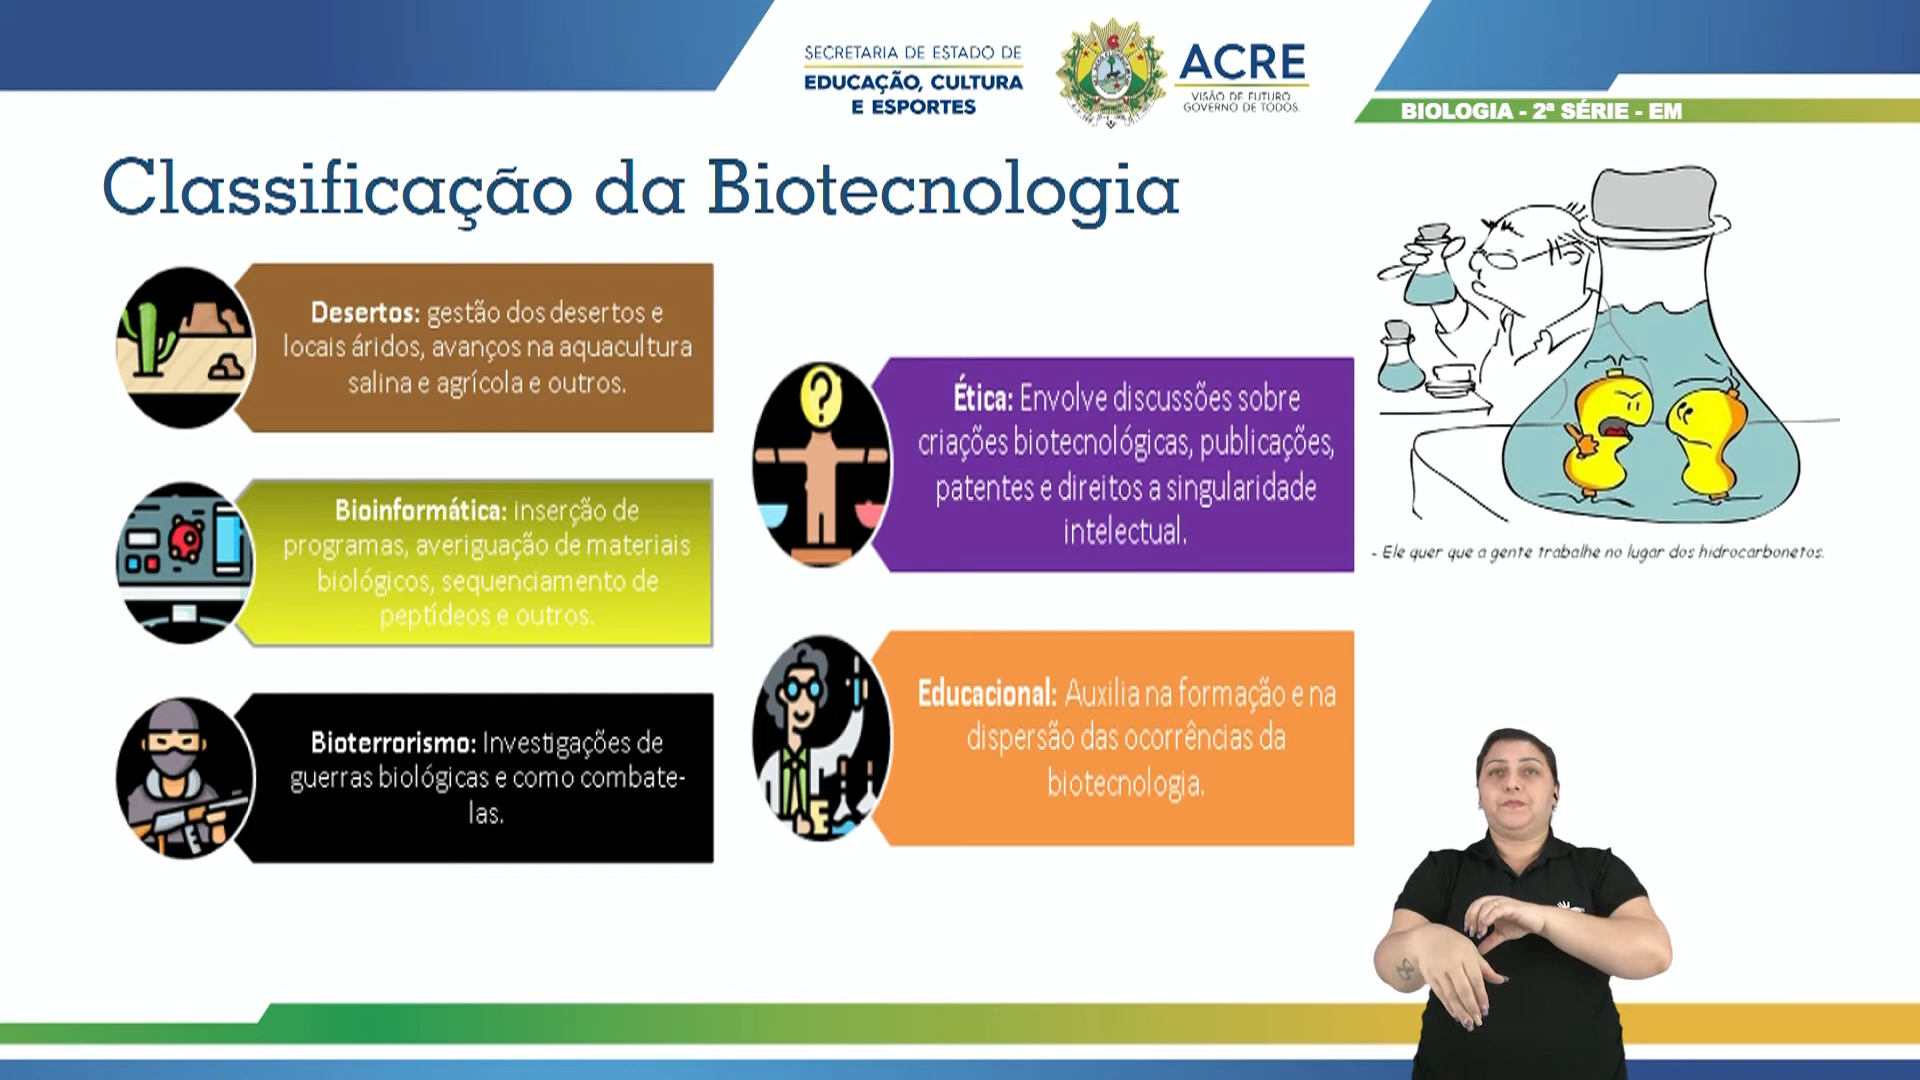 SECRETARIA DE ESTADO DE
EDUCAÇÃO, CULTURA
E ESPORTES
ACRE
VISÃO DE FUTURO
GOVERNO DE TODOS
BIOLOGIA - 2ª SÉRIE - EM
Classificação da Biotecnologia
Desertos: gestão dos desertos e
locais áridos, avanços na aquacultura
salina e agrícola e outros.
Bioinformática: inserção de
programas, averiguação de materiais
biológicos, sequenciamento de
peptídeos e outros.
Bioterrorismo: Investigações de
guerras biológicas e como combate-
las.
?
Ética: Envolve discussões sobre
criações biotecnológicas, publicações,
patentes e direitos a singularidade
intelectual.
Educacional: Auxilia na formação e na
dispersão das ocorrências da
biotecnologia.
- Ele quer que a gente trabalhe no lugar dos hidrocarbonetos.